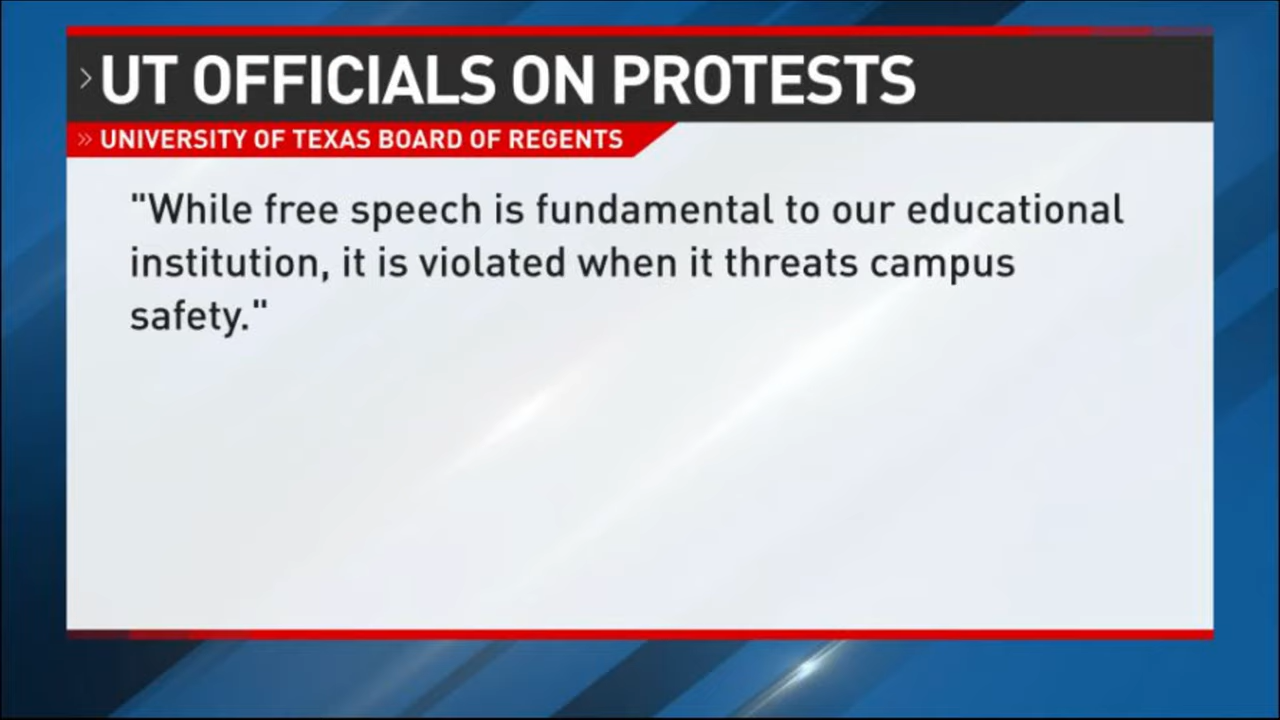 › UT OFFICIALS ON PROTESTS
» UNIVERSITY OF TEXAS BOARD OF REGENTS
"While free speech is fundamental to our educational
institution, it is violated when it threats campus
safety."